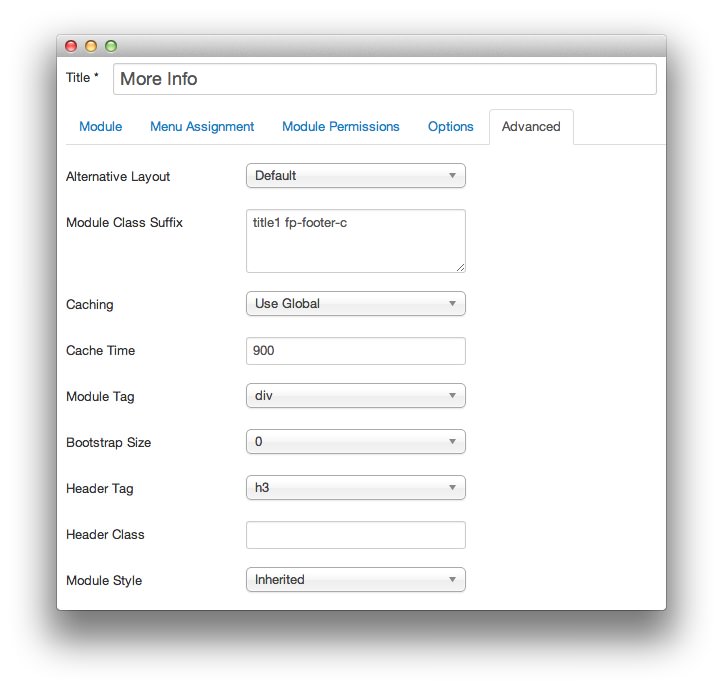 Title * More Info
Module Menu Assignment Module Permissions Options Advanced
Alternative Layout Default
Module Class Suffix title1 fp-footer-c
Caching Use Global
Cache Time 900
Module Tag div
Bootstrap Size 0
Header Tag h3
Header Class
Module Style Inherited